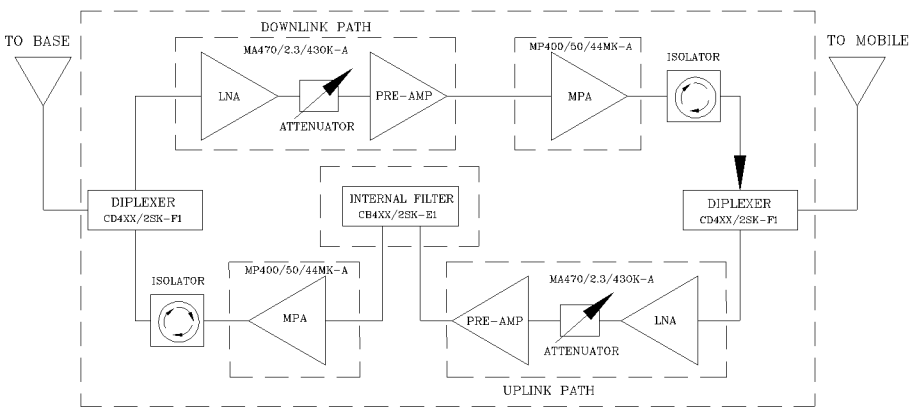 DOWNLINK PATH
TO BASE
TO MOBILE
MA470/2.3/430K-A
MP400/50/44MK-A
ISOLATOR
LNA
PRE-AMP
MPA
ATTENUATOR
DIPLEXER
CD4XX/2SK-F1
INTERNAL FILTER
CB4XX/2SK-E1
DIPLEXER
CD4XX/2SK-F1
ISOLATOR
MP400/50/44MK-A
MA470/2.3/430K-A
MPA
PRE-AMP
LNA
ATTENUATOR
UPLINK PATH